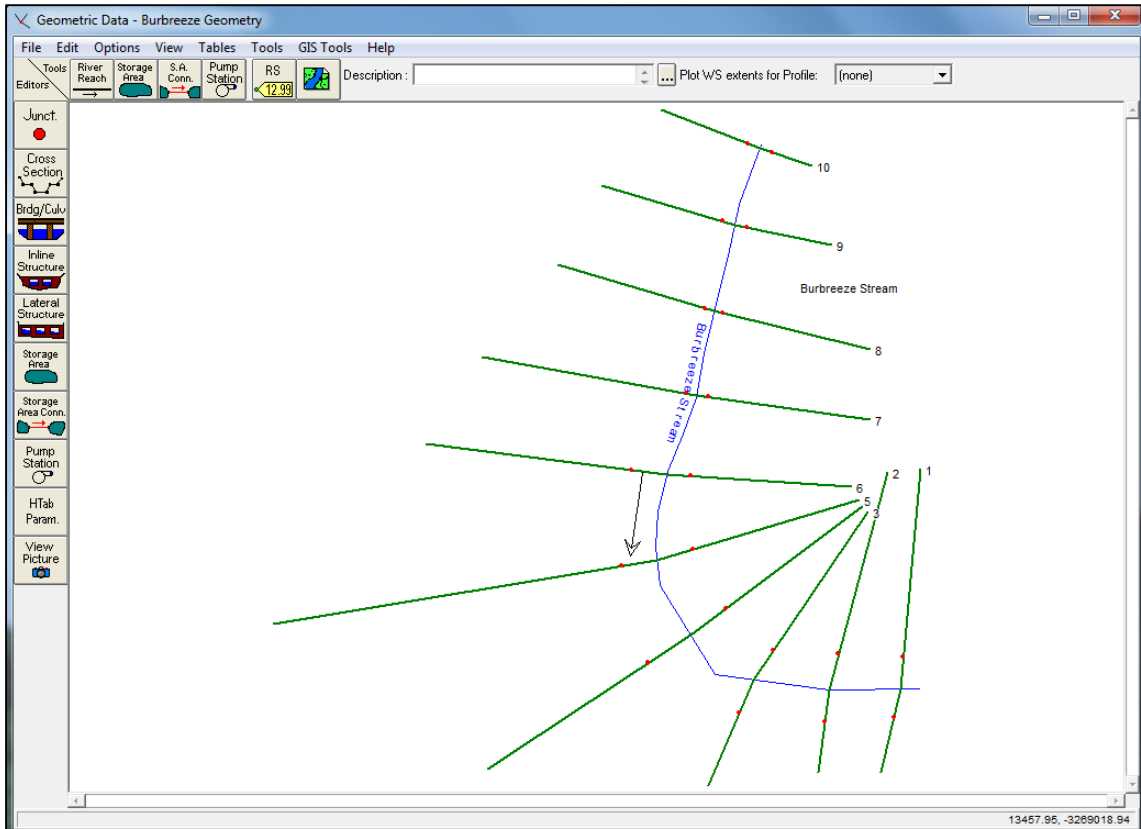 Geometric Data - Burbreeze Geometry
File Edit Options View Tables Tools GIS Tools Help
Tools
Editors
River
Reach
Storage
Area
S.A.
Conn.
Pump
Station
RS
12.99
Description :
...
Plot WS extents for Profile:
(none)
Junct.
Cross
Section
Brdg/Culv
Inline
Structure
Lateral
Structure
Storage
Area
Storage
Area Conn.
Pump
Station
HTab
Param.
View
Picture
10
9
Burbreeze Stream
8
Burbreeze Stream
7
6
5
3
2
1
13457.95, -3269018.94